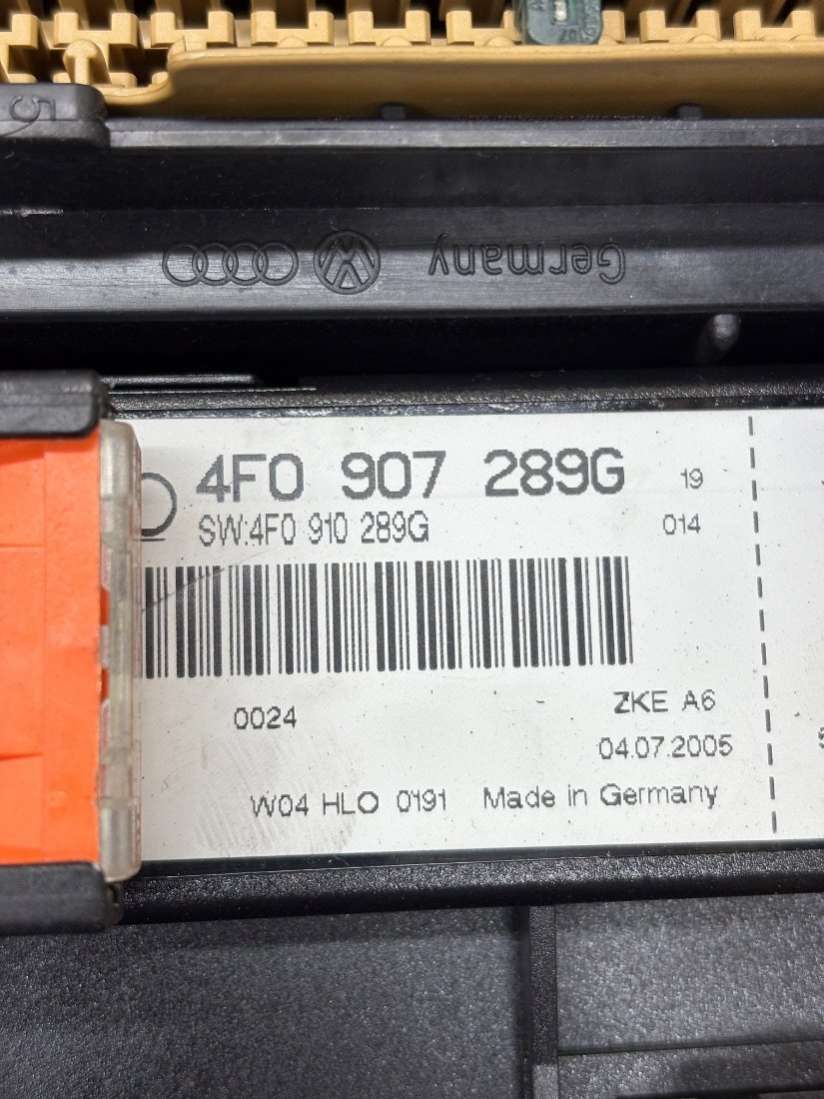 5
Germany
4F0 907 289G 19
SW:4F0 910 289G 014
0024 ZKE A6
04.07.2005
W04 HLO 0191 Made in Germany